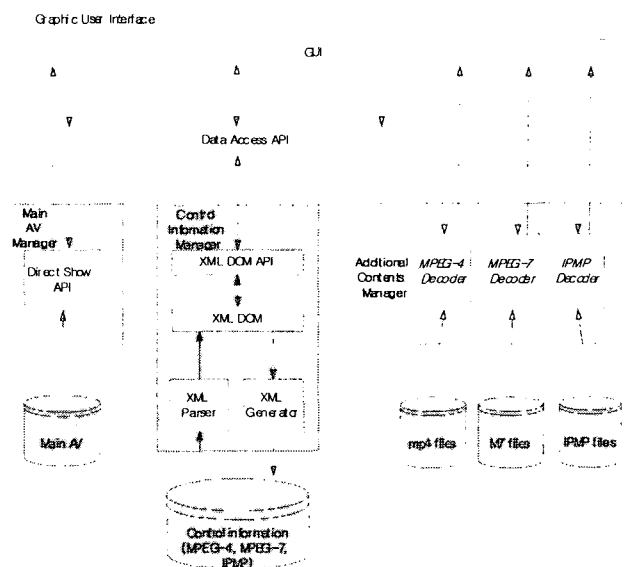 Graphic User Interface
GUI
Data Access API
Main
AV
Manager
Direct Show
API
Main AV
Control
Information
Manager
XML DOM API
XML DOM
XML
Parser
XML
Generator
Control information
(MPEG-4, MPEG-7,
IPMP)
Additional
Contents
Manager
MPEG-4
Decoder
MPEG-7
Decoder
IPMP
Decoder
mp4 files
M7 files
IPMP files